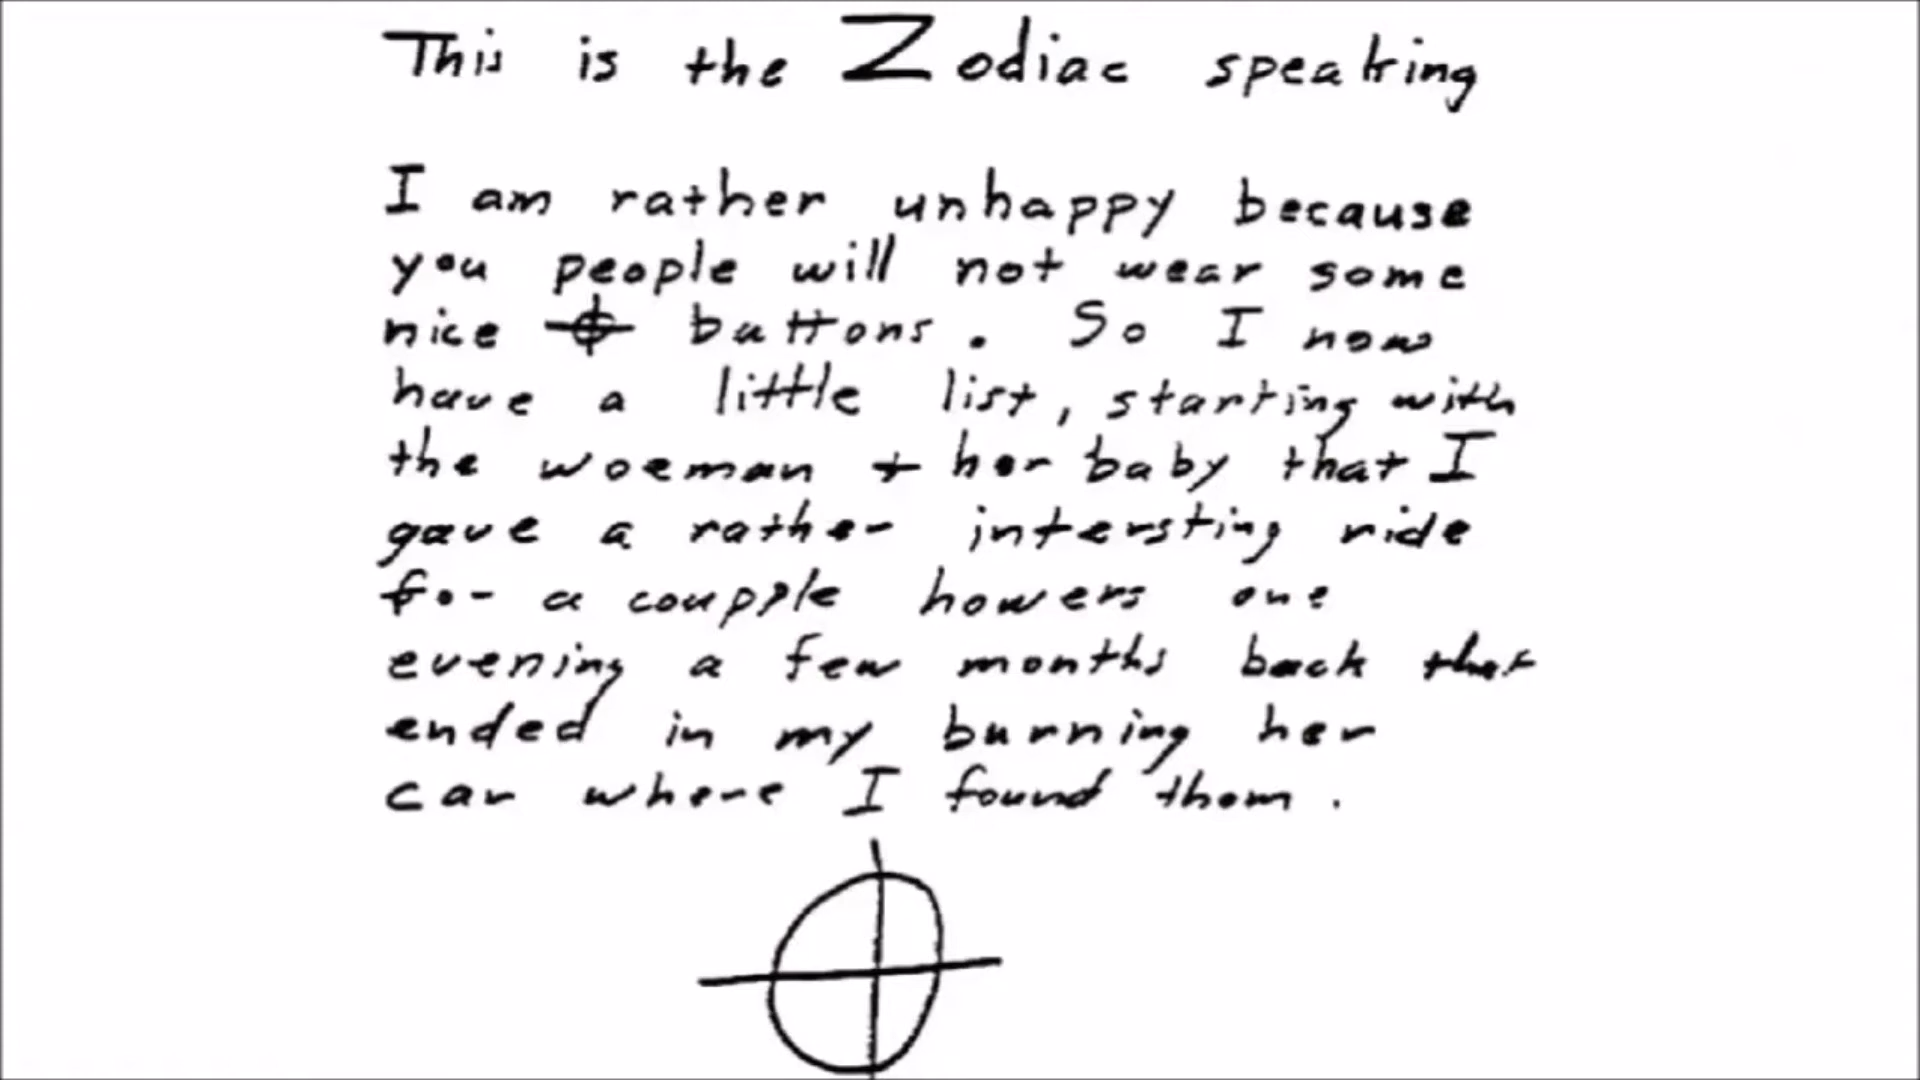 This is the Zodiac speaking
I am rather unhappy because
you people will not wear some
nice ⌖ buttons. So I now
have a little list, starting with
the woeman + her baby that I
gave a rather intersting ride
for a coupple howers one
evening a few months back that
ended in my burning her
car where I found them.